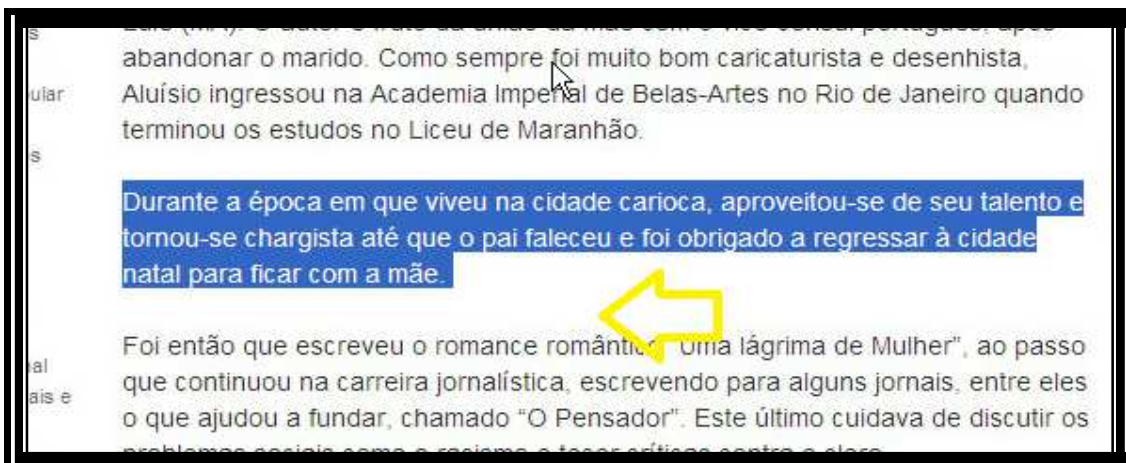 s
abandonar o marido. Como sempre foi muito bom caricaturista e desenhista,
ular
Aluísio ingressou na Academia Imperial de Belas-Artes no Rio de Janeiro quando
terminou os estudos no Liceu de Maranhão.
s
Durante a época em que viveu na cidade carioca, aproveitou-se de seu talento e
tornou-se chargista até que o pai faleceu e foi obrigado a regressar à cidade
natal para ficar com a mãe.
Foi então que escreveu o romance romântico "Uma lágrima de Mulher”, ao passo
al
que continuou na carreira jornalística, escrevendo para alguns jornais, entre eles
ais e
o que ajudou a fundar, chamado “O Pensador”. Este último cuidava de discutir os